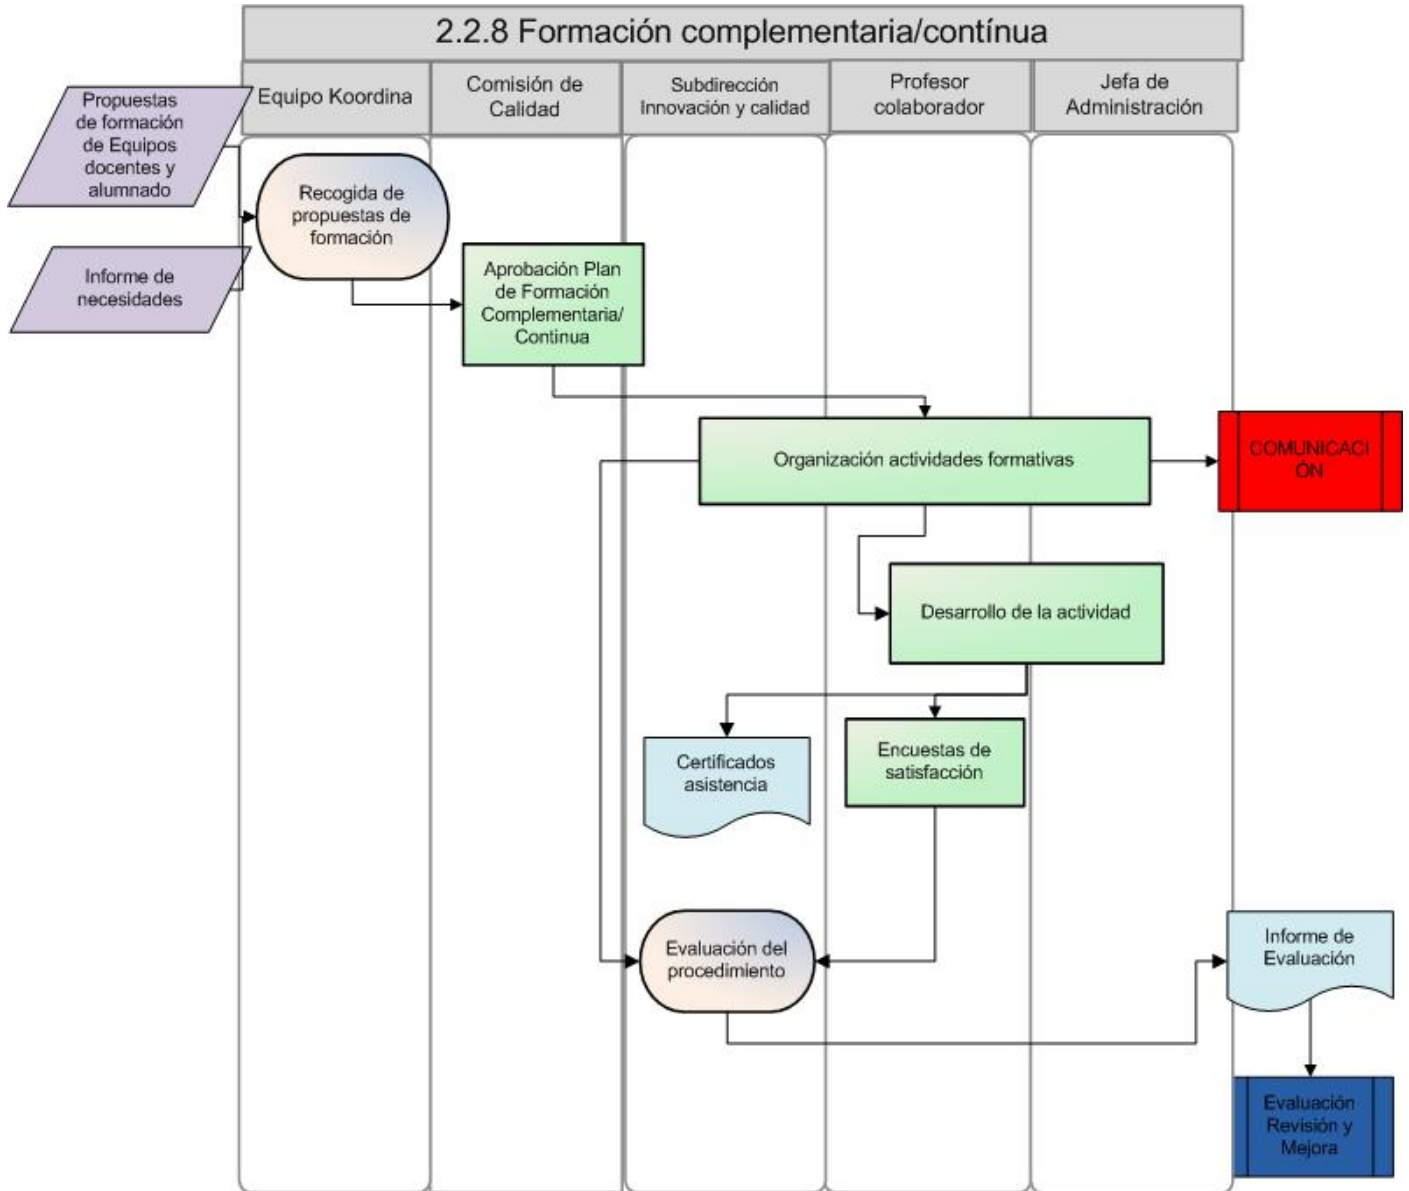 2.2.8 Formación complementaria/contínua
Equipo Koordina
Comisión de
Calidad
Subdirección
Innovación y calidad
Profesor
colaborador
Jefa de
Administración
Propuestas
de formación
de Equipos
docentes y
alumnado
Informe de
necesidades
Recogida de
propuestas de
formación
Aprobación Plan
de Formación
Complementaria/
Continua
Organización actividades formativas
COMUNICACI
ÓN
Desarrollo de la actividad
Certificados
asistencia
Encuestas de
satisfacción
Evaluación del
procedimiento
Informe de
Evaluación
Evaluación
Revisión y
Mejora